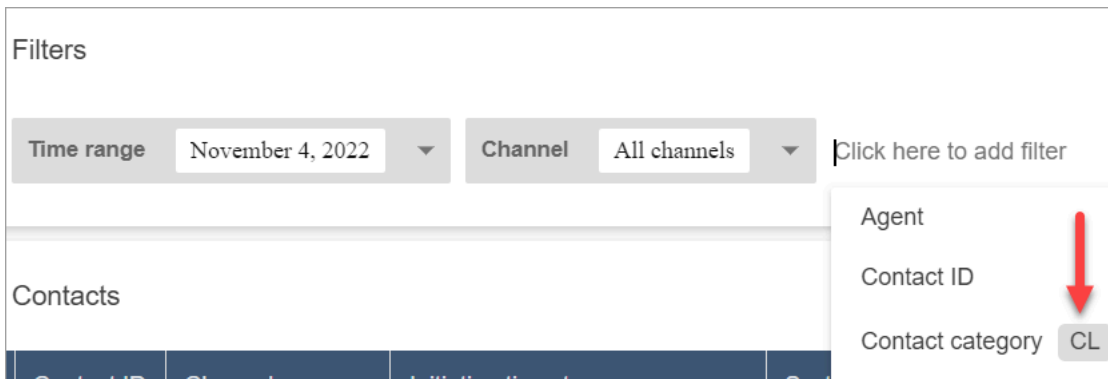 Filters
Time range November 4, 2022 Channel All channels Click here to add filter
Agent
Contact ID
Contacts
Contact category CL